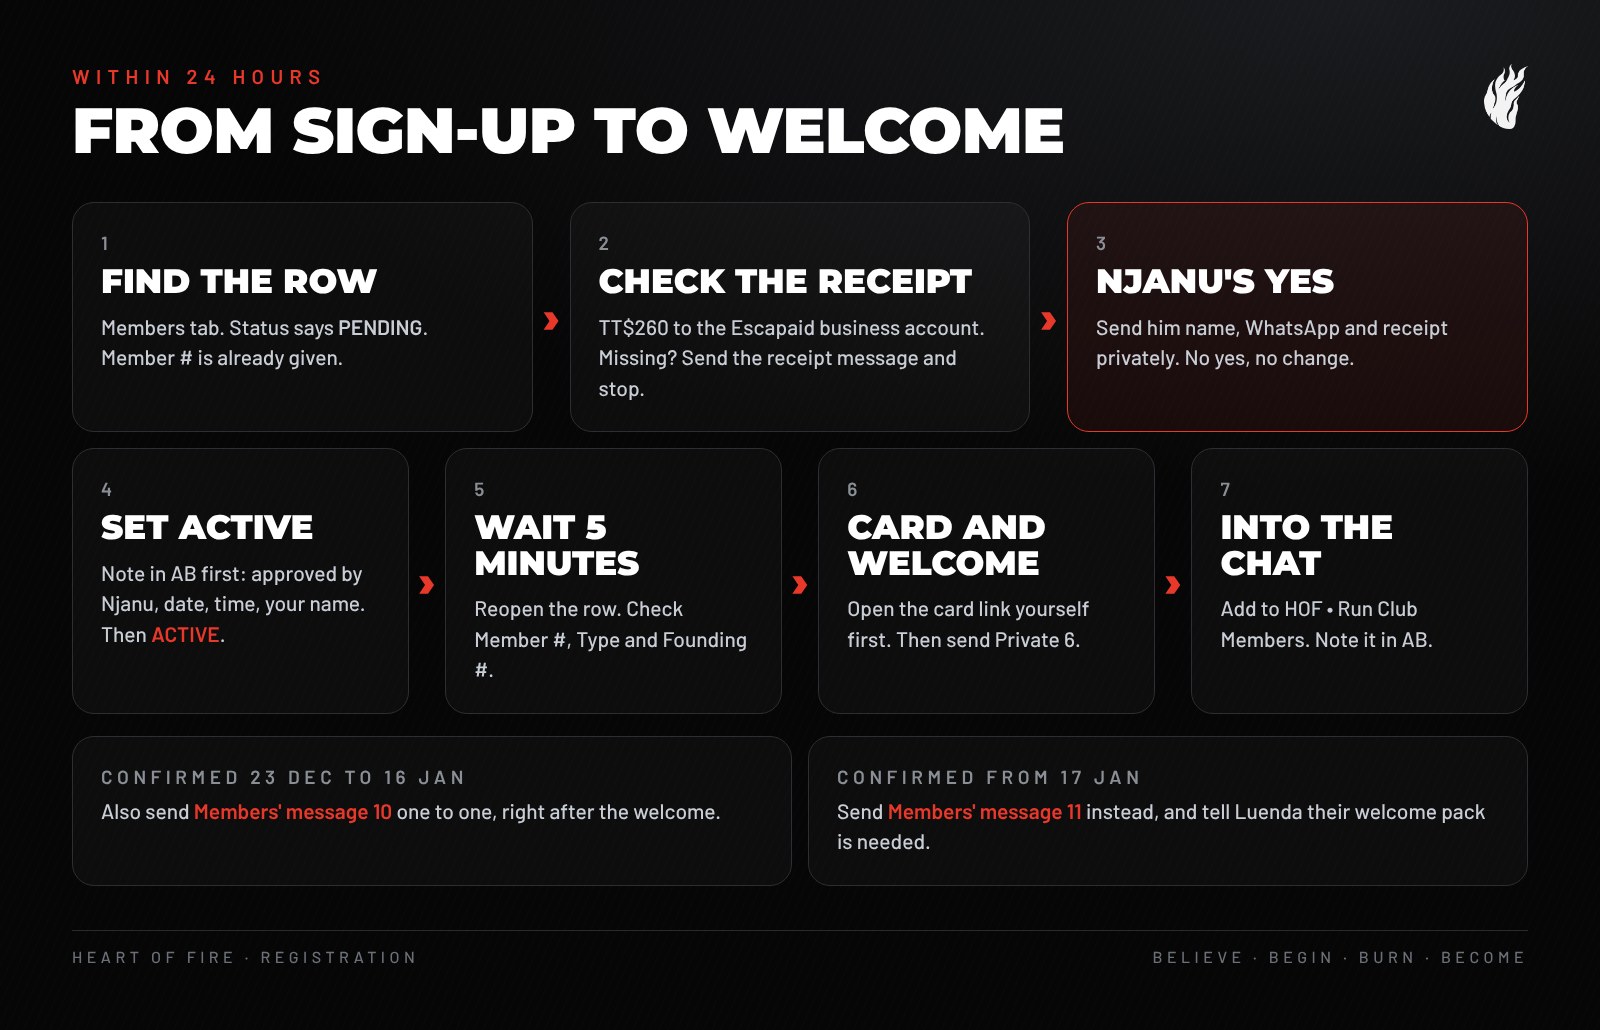 WITHIN 24 HOURS
FROM SIGN-UP TO WELCOME
1
FIND THE ROW
Members tab. Status says PENDING.
Member # is already given.
2
CHECK THE RECEIPT
TT$260 to the Escapaid business account.
Missing? Send the receipt message and
stop.
3
NJANU'S YES
Send him name, WhatsApp and receipt
privately. No yes, no change.
4
SET ACTIVE
Note in AB first: approved by
Njanu, date, time, your name.
Then ACTIVE.
5
WAIT 5
MINUTES
Reopen the row. Check
Member #, Type and Founding
#.
6
CARD AND
WELCOME
Open the card link yourself
first. Then send Private 6.
7
INTO THE
CHAT
Add to HOF • Run Club
Members. Note it in AB.
CONFIRMED 23 DEC TO 16 JAN
Also send Members' message 10 one to one, right after the welcome.
CONFIRMED FROM 17 JAN
Send Members' message 11 instead, and tell Luenda their welcome pack
is needed.
HEART OF FIRE · REGISTRATION
BELIEVE · BEGIN · BURN · BECOME